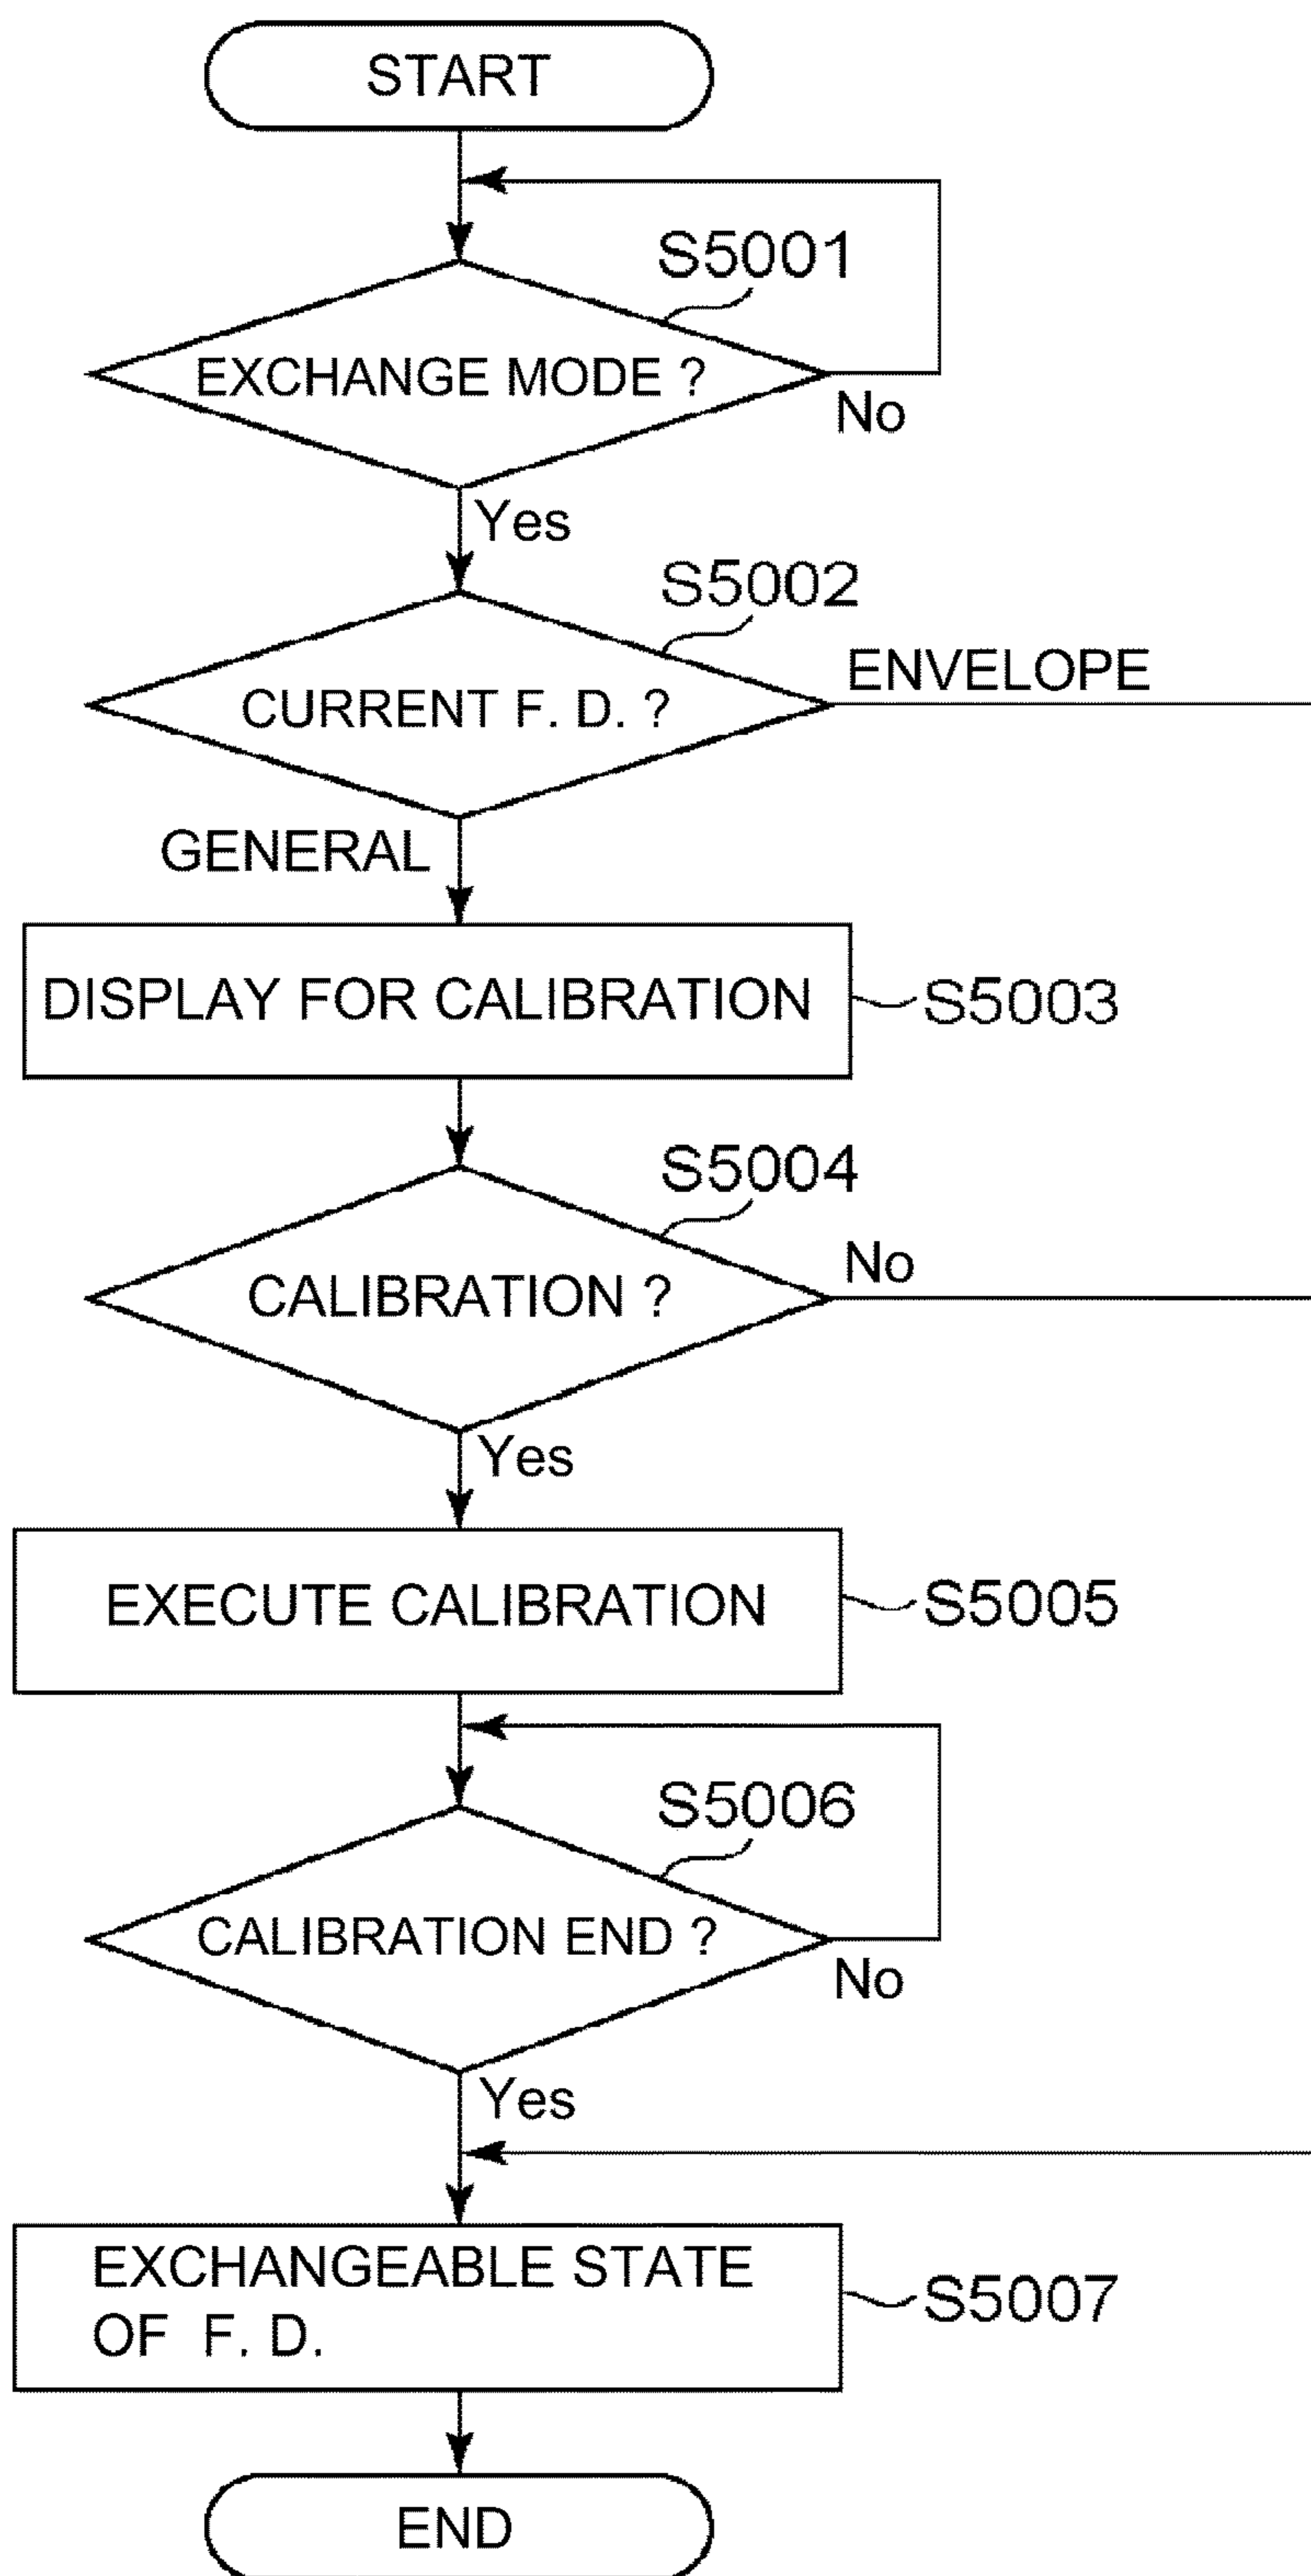 START
S5001
EXCHANGE MODE ?
No
Yes
S5002
ENVELOPE
CURRENT F. D. ?
GENERAL
DISPLAY FOR CALIBRATION
S5003
S5004
No
CALIBRATION ?
Yes
EXECUTE CALIBRATION
S5005
S5006
CALIBRATION END ?
No
Yes
EXCHANGEABLE STATE
OF F. D.
S5007
END